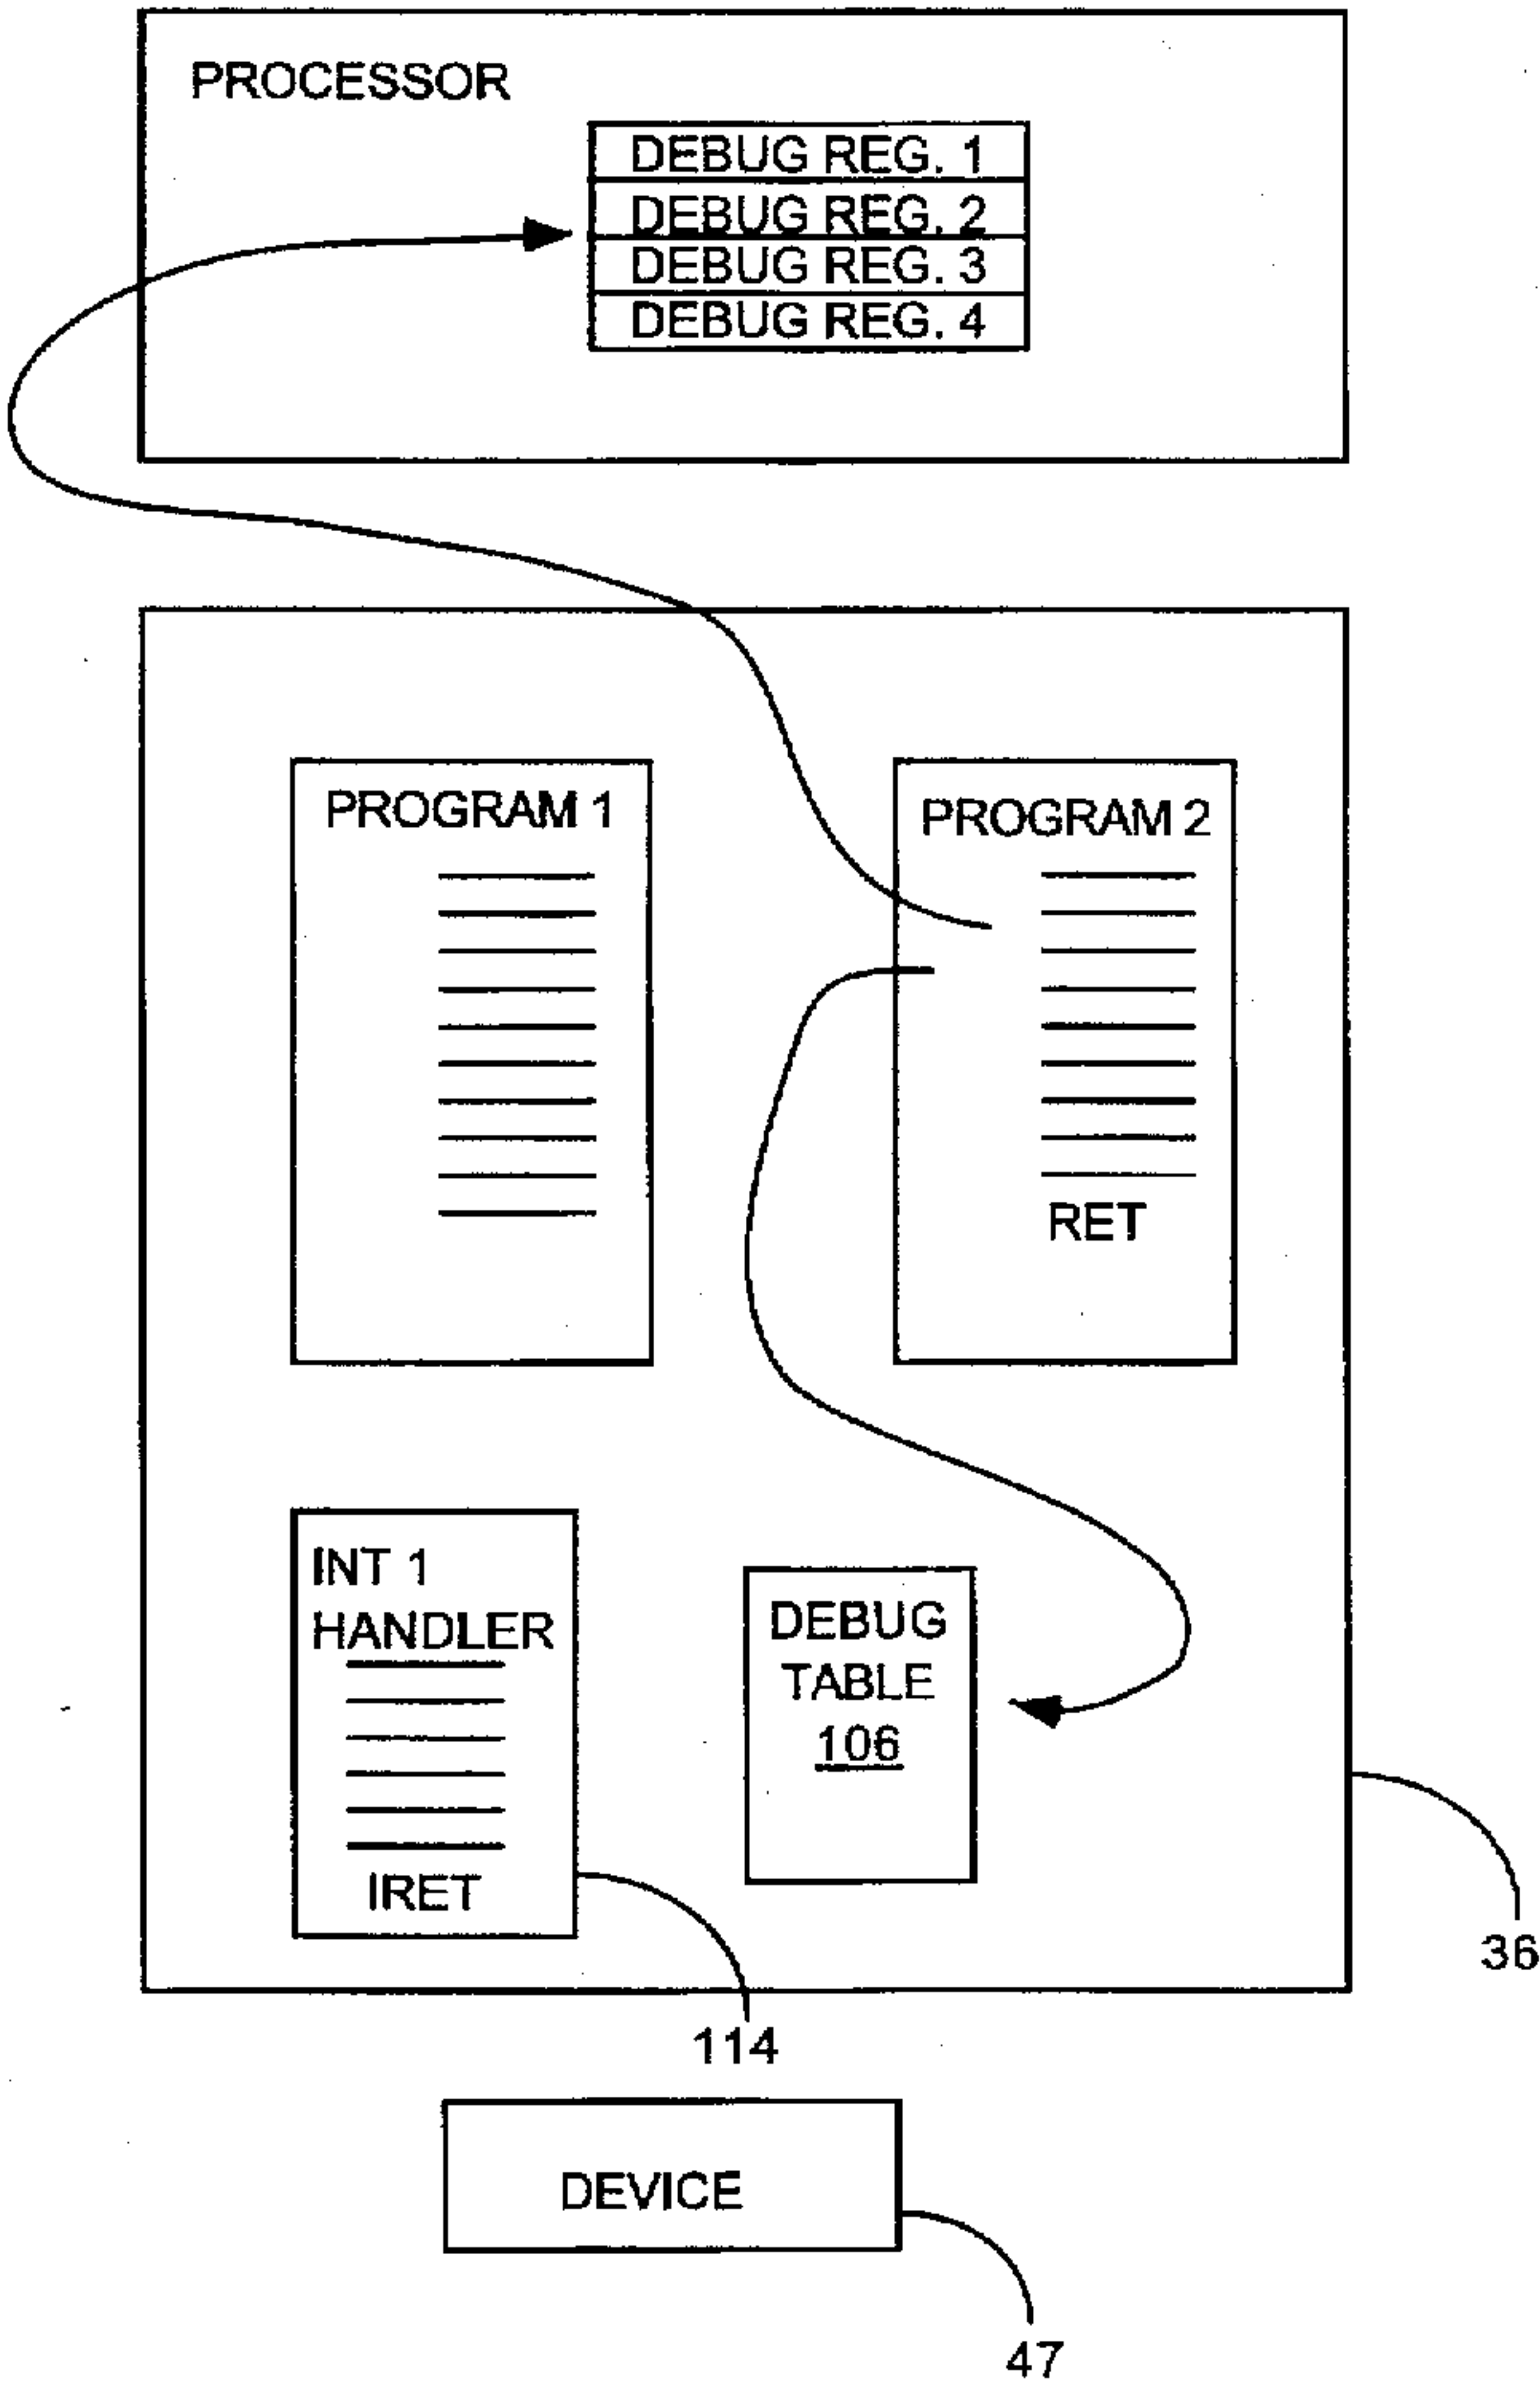 PROCESSOR
DEBUG REG. 1
DEBUG REG. 2
DEBUG REG. 3
DEBUG REG. 4
PROGRAM 1
PROGRAM 2
RET
INT 1
HANDLER
IRET
DEBUG
TABLE
106
36
114
DEVICE
47